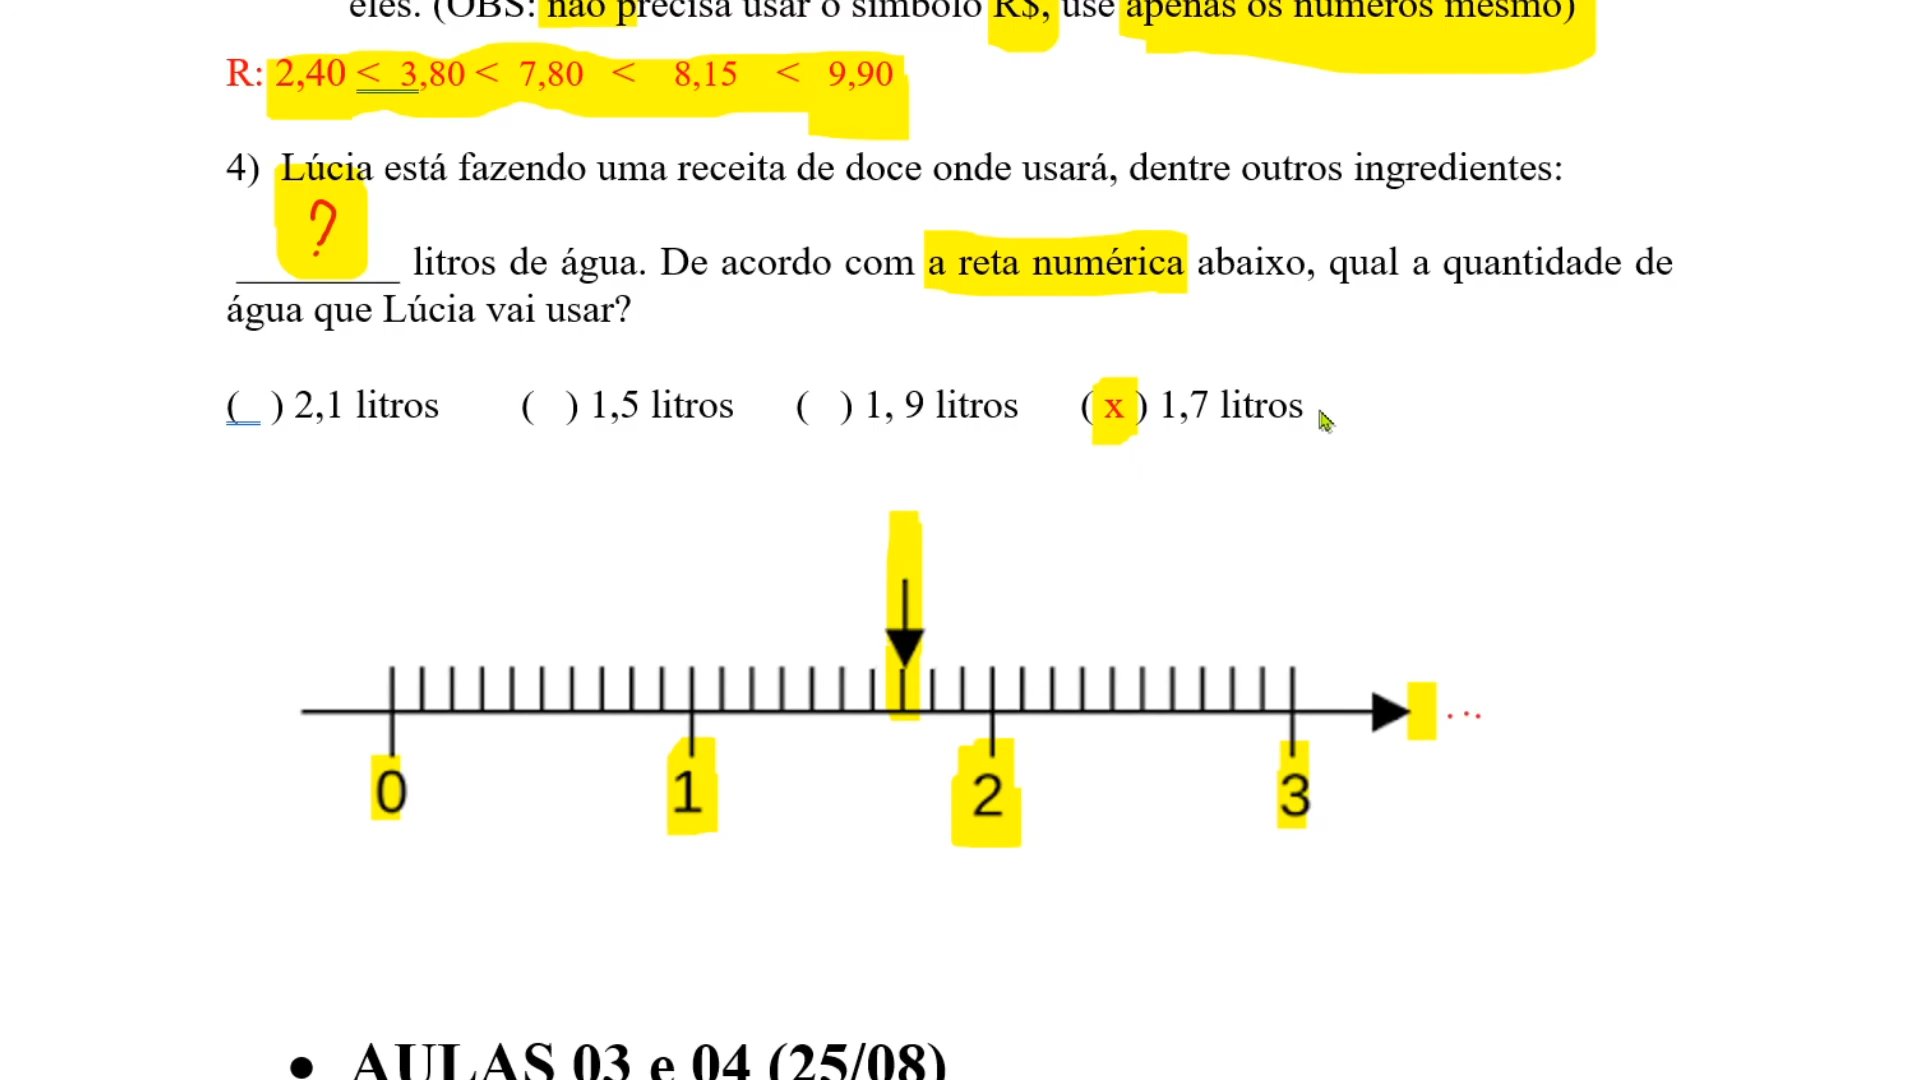 eles. (OBS: não precisa usar o símbolo R$, use apenas os números mesmo)
R: 2,40 < 3,80 < 7,80 < 8,15 < 9,90
4) Lúcia está fazendo uma receita de doce onde usará, dentre outros ingredientes:
?
________ litros de água. De acordo com a reta numérica abaixo, qual a quantidade de
água que Lúcia vai usar?
( ) 2,1 litros ( ) 1,5 litros ( ) 1, 9 litros ( x ) 1,7 litros
...
0 1 2 3
• AULAS 03 e 04 (25/08)